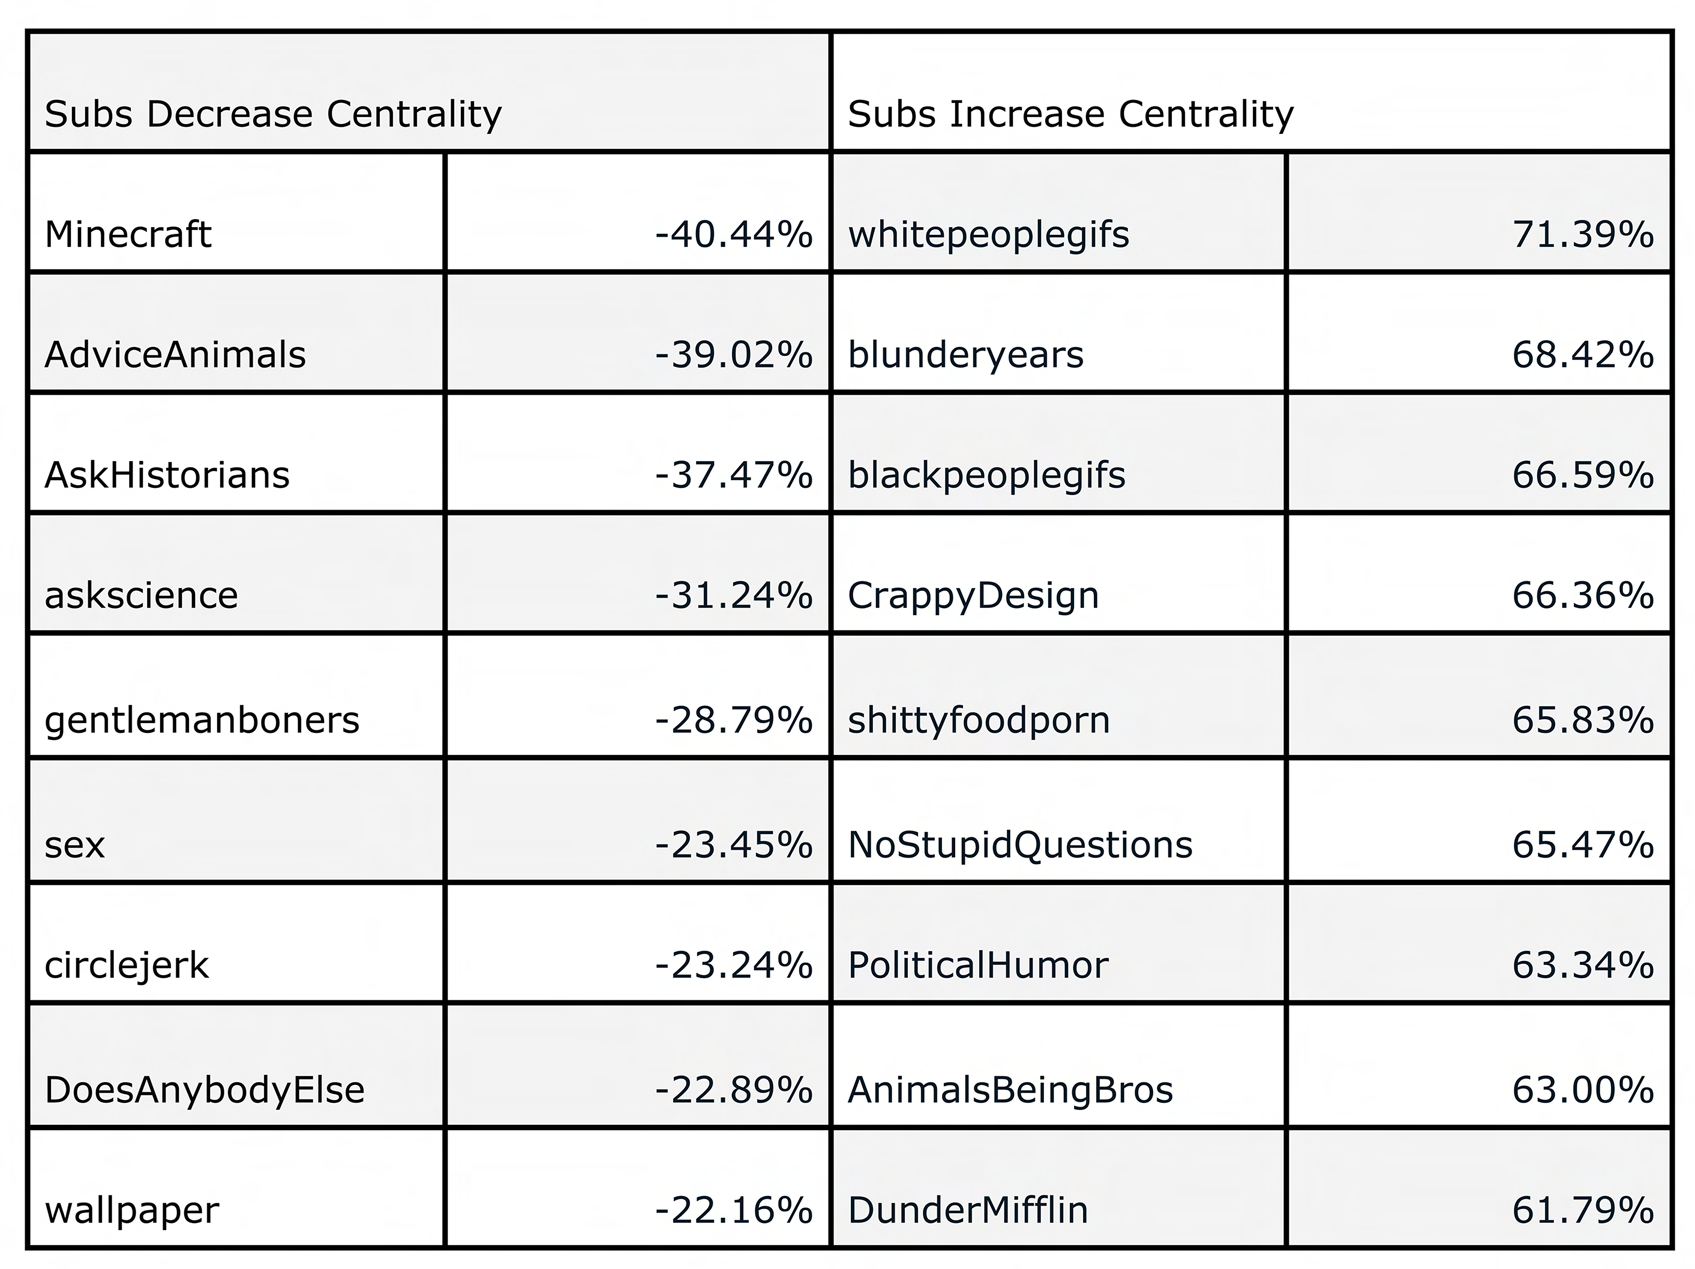 Subs Decrease Centrality Subs Increase Centrality
Minecraft -40.44% whitepeoplegifs 71.39%
AdviceAnimals -39.02% blunderyears 68.42%
AskHistorians -37.47% blackpeoplegifs 66.59%
askscience -31.24% CrappyDesign 66.36%
gentlemanboners -28.79% shittyfoodporn 65.83%
sex -23.45% NoStupidQuestions 65.47%
circlejerk -23.24% PoliticalHumor 63.34%
DoesAnybodyElse -22.89% AnimalsBeingBros 63.00%
wallpaper -22.16% DunderMifflin 61.79%